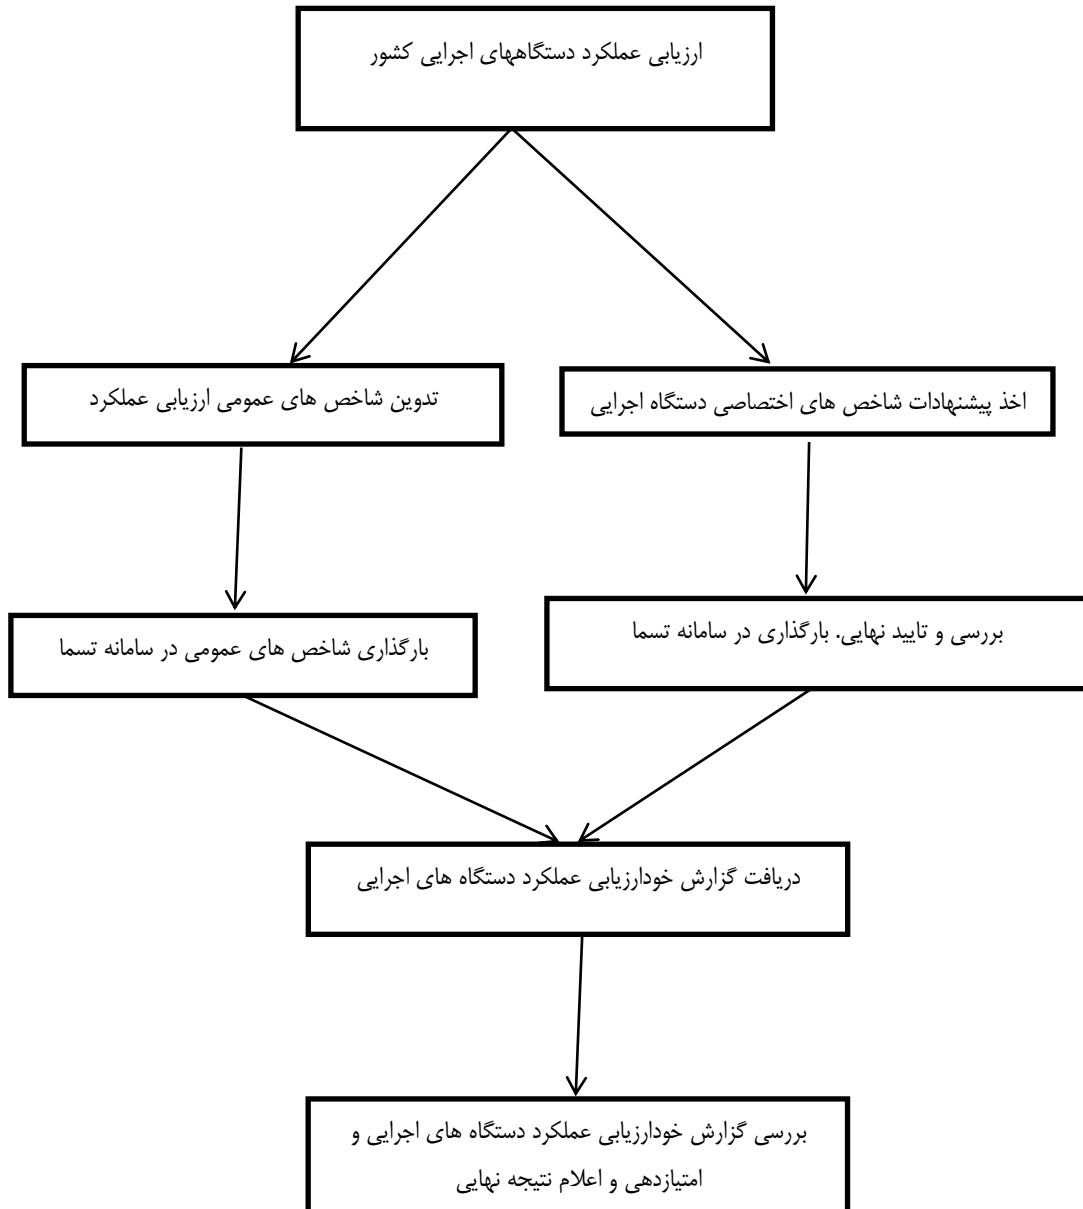 ارزیابی عملکرد دستگاههای اجرایی کشور
اخذ پیشنهادات شاخص های اختصاصی دستگاه اجرایی
تدوین شاخص های عمومی ارزیابی عملکرد
بررسی و تایید نهایی. بارگذاری در سامانه تسما
بارگذاری شاخص های عمومی در سامانه تسما
دریافت گزارش خودارزیابی عملکرد دستگاه های اجرایی
بررسی گزارش خودارزیابی عملکرد دستگاه های اجرایی و
امتیازدهی و اعلام نتیجه نهایی